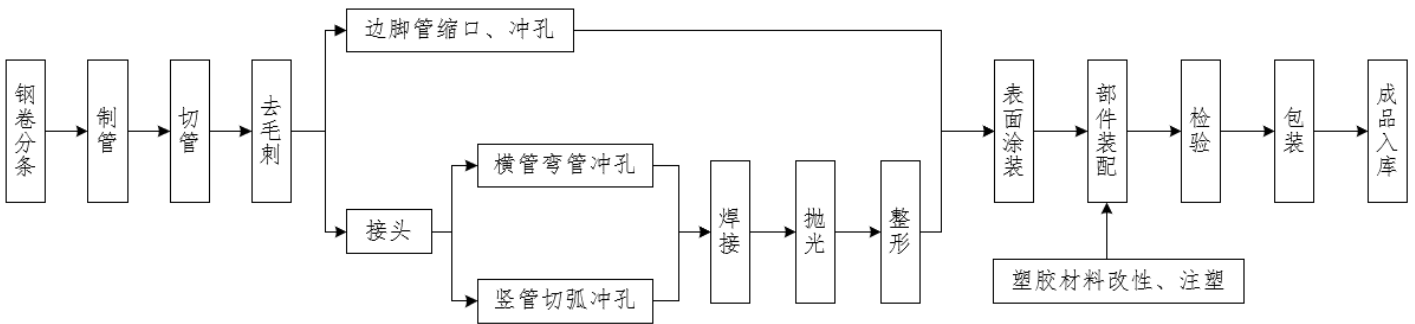 钢卷分条
制管
切管
去毛刺
边脚管缩口、冲孔
接头
横管弯管冲孔
竖管切弧冲孔
焊接
抛光
整形
表面涂装
部件装配
塑胶材料改性、注塑
检验
包装
成品入库